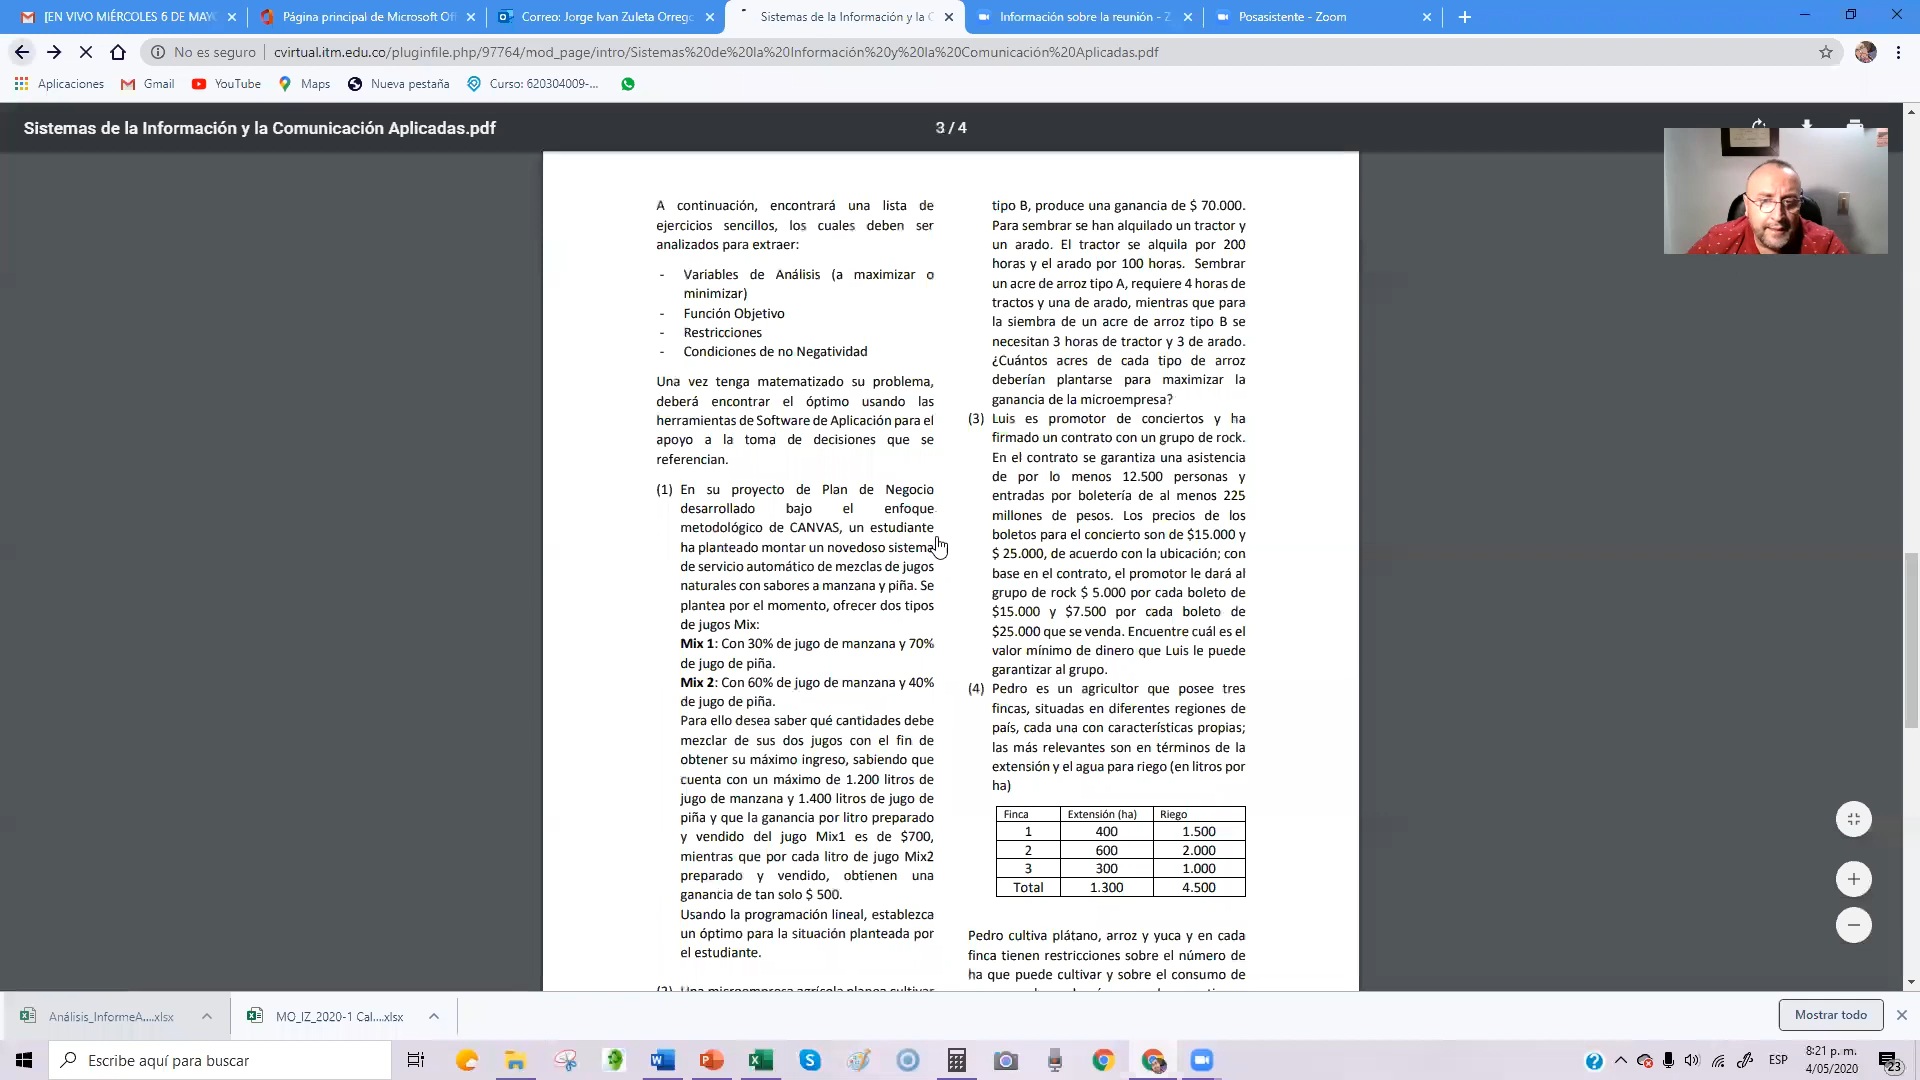 [EN VIVO MIÉRCOLES 6 DE MAY
Página principal de Microsoft Of
Correo: Jorge Ivan Zuleta Orrego
Sistemas de la Información y la C
Información sobre la reunión - Z
Posasistente - Zoom
No es seguro
cvirtual.itm.edu.co/pluginfile.php/97764/mod_page/intro/Sistemas%20de%20la%20Información%20y%20la%20Comunicación%20Aplicadas.pdf
Aplicaciones
Gmail
YouTube
Maps
Nueva pestaña
Curso: 620304009-...
Sistemas de la Información y la Comunicación Aplicadas.pdf
3 / 4
A continuación, encontrará una lista de
ejercicios sencillos, los cuales deben ser
analizados para extraer:
- Variables de Análisis (a maximizar o
minimizar)
- Función Objetivo
- Restricciones
- Condiciones de no Negatividad
Una vez tenga matematizado su problema,
deberá encontrar el óptimo usando las
herramientas de Software de Aplicación para el
apoyo a la toma de decisiones que se
referencian.
(1) En su proyecto de Plan de Negocio
desarrollado bajo el enfoque
metodológico de CANVAS, un estudiante
ha planteado montar un novedoso sistema
de servicio automático de mezclas de jugos
naturales con sabores a manzana y piña. Se
plantea por el momento, ofrecer dos tipos
de jugos Mix:
Mix 1: Con 30% de jugo de manzana y 70%
de jugo de piña.
Mix 2: Con 60% de jugo de manzana y 40%
de jugo de piña.
Para ello desea saber qué cantidades debe
mezclar de sus dos jugos con el fin de
obtener su máximo ingreso, sabiendo que
cuenta con un máximo de 1.200 litros de
jugo de manzana y 1.400 litros de jugo de
piña y que la ganancia por litro preparado
y vendido del jugo Mix1 es de $700,
mientras que por cada litro de jugo Mix2
preparado y vendido, obtienen una
ganancia de tan solo $ 500.
Usando la programación lineal, establezca
un óptimo para la situación planteada por
el estudiante.
(2) Una microempresa agrícola planea cultivar
tipo B, produce una ganancia de $ 70.000.
Para sembrar se han alquilado un tractor y
un arado. El tractor se alquila por 200
horas y el arado por 100 horas. Sembrar
un acre de arroz tipo A, requiere 4 horas de
tractos y una de arado, mientras que para
la siembra de un acre de arroz tipo B se
necesitan 3 horas de tractor y 3 de arado.
¿Cuántos acres de cada tipo de arroz
deberían plantarse para maximizar la
ganancia de la microempresa?
(3) Luis es promotor de conciertos y ha
firmado un contrato con un grupo de rock.
En el contrato se garantiza una asistencia
de por lo menos 12.500 personas y
entradas por boletería de al menos 225
millones de pesos. Los precios de los
boletos para el concierto son de $15.000 y
$ 25.000, de acuerdo con la ubicación; con
base en el contrato, el promotor le dará al
grupo de rock $ 5.000 por cada boleto de
$15.000 y $7.500 por cada boleto de
$25.000 que se venda. Encuentre cuál es el
valor mínimo de dinero que Luis le puede
garantizar al grupo.
(4) Pedro es un agricultor que posee tres
fincas, situadas en diferentes regiones de
país, cada una con características propias;
las más relevantes son en términos de la
extensión y el agua para riego (en litros por
ha)
Finca Extensión (ha) Riego
1 400 1.500
2 600 2.000
3 300 1.000
Total 1.300 4.500
Pedro cultiva plátano, arroz y yuca y en cada
finca tienen restricciones sobre el número de
ha que puede cultivar y sobre el consumo de
Análisis_InformeA....xlsx
MO_IZ_2020-1 Cal....xlsx
Mostrar todo
Escribe aquí para buscar
ESP
8:21 p. m.
4/05/2020
23